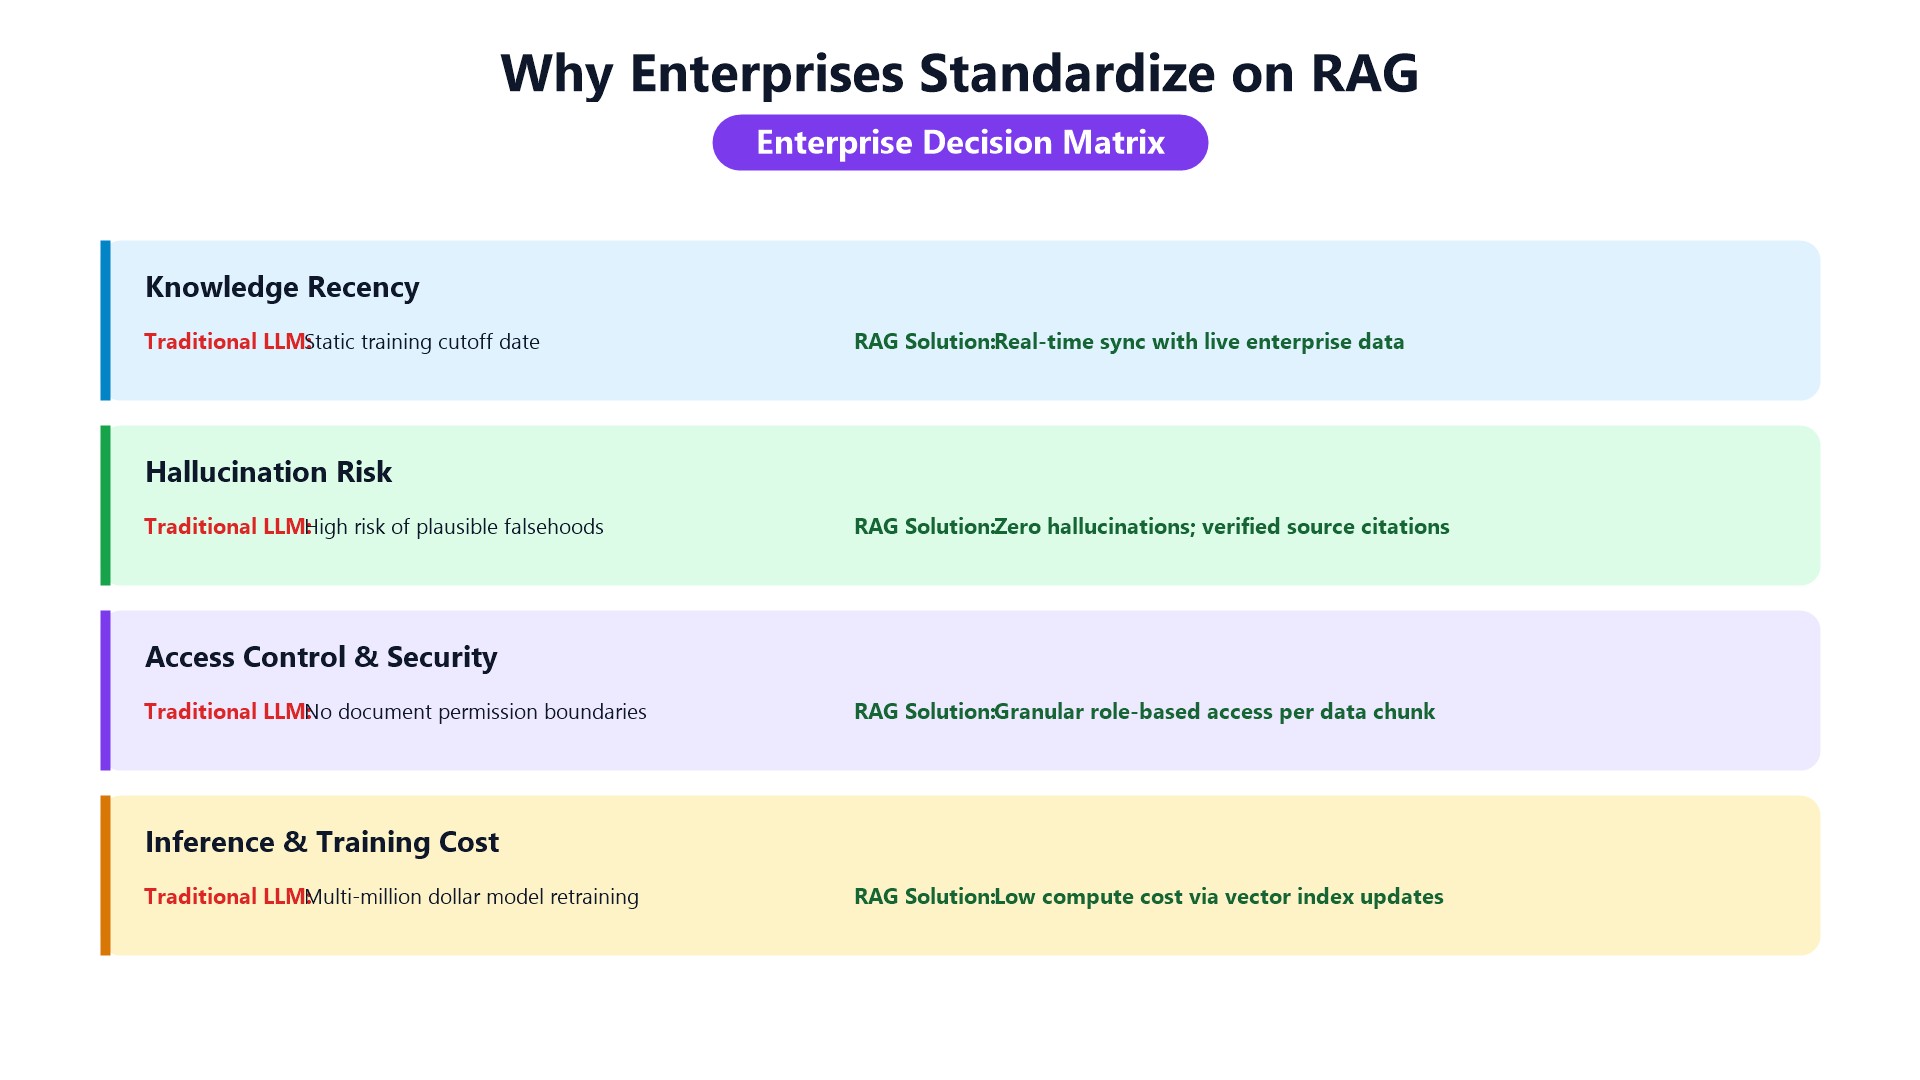 Why Enterprises Standardize on RAG
Enterprise Decision Matrix
Knowledge Recency
Traditional LLM: Static training cutoff date RAG Solution: Real-time sync with live enterprise data
Hallucination Risk
Traditional LLM: High risk of plausible falsehoods RAG Solution: Zero hallucinations; verified source citations
Access Control & Security
Traditional LLM: No document permission boundaries RAG Solution: Granular role-based access per data chunk
Inference & Training Cost
Traditional LLM: Multi-million dollar model retraining RAG Solution: Low compute cost via vector index updates